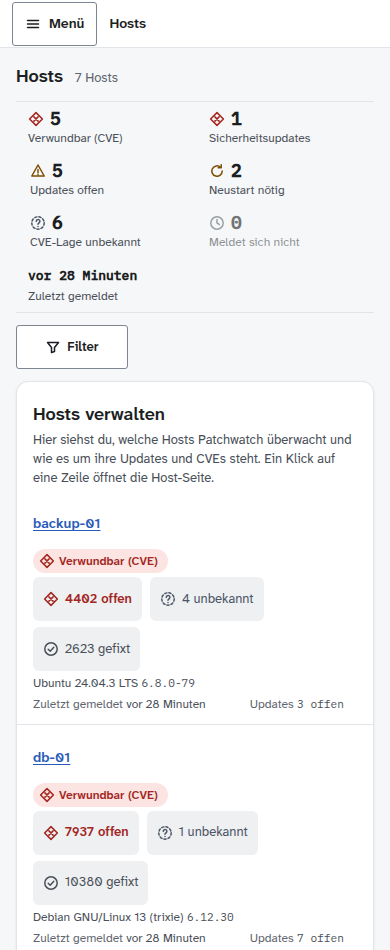 Menü Hosts
Hosts 7 Hosts
5 1
Verwundbar (CVE) Sicherheitsupdates
5 2
Updates offen Neustart nötig
6 0
CVE-Lage unbekannt Meldet sich nicht
vor 28 Minuten
Zuletzt gemeldet
Filter
Hosts verwalten
Hier siehst du, welche Hosts Patchwatch überwacht und
wie es um ihre Updates und CVEs steht. Ein Klick auf
eine Zeile öffnet die Host-Seite.
backup-01
Verwundbar (CVE)
4402 offen 4 unbekannt
2623 gefixt
Ubuntu 24.04.3 LTS 6.8.0-79
Zuletzt gemeldet vor 28 Minuten Updates 3 offen
db-01
Verwundbar (CVE)
7937 offen 1 unbekannt
10380 gefixt
Debian GNU/Linux 13 (trixie) 6.12.30
Zuletzt gemeldet vor 28 Minuten Updates 7 offen